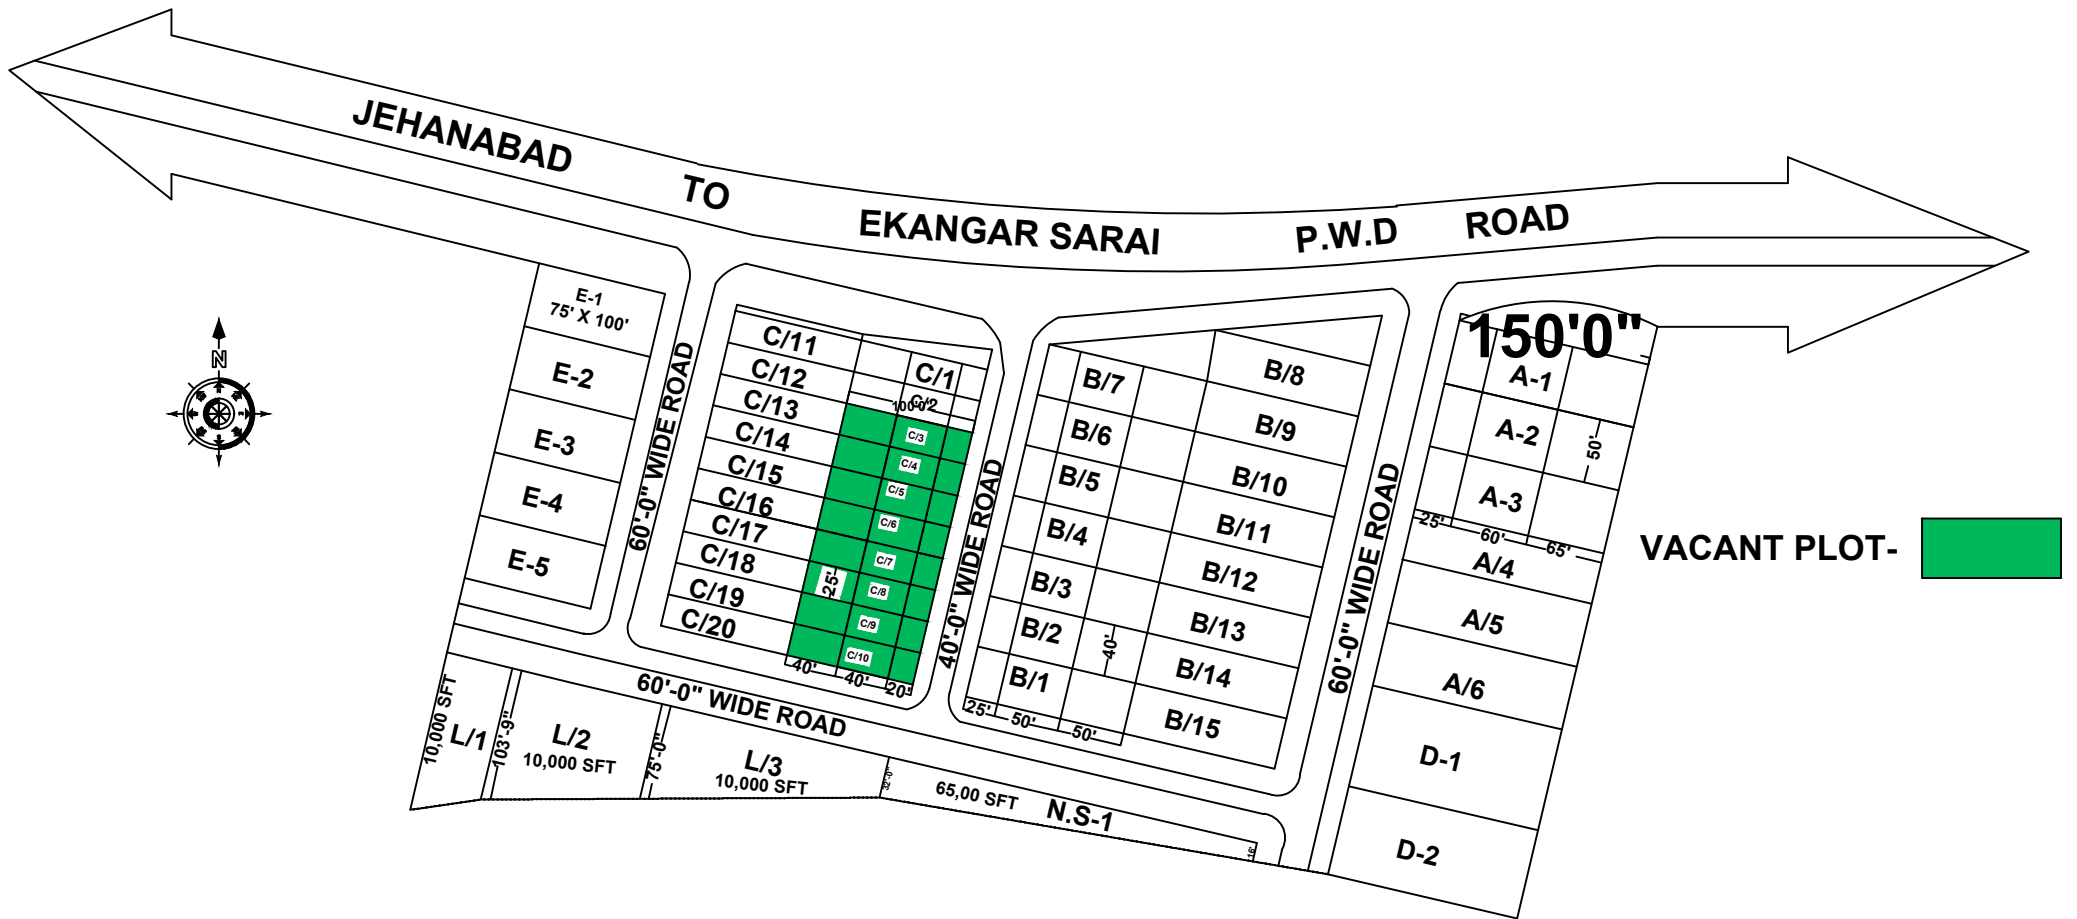 JEHANABAD TO EKANGAR SARAI P.W.D ROAD
N
E-1
75' X 100'
E-2
E-3
E-4
E-5
60'-0" WIDE ROAD
C/11
C/12
C/13
C/14
C/15
C/16
C/17
C/18
C/19
C/20
C/1
C/2
100'0"
C/3
C/4
C/5
C/6
C/7
C/8
C/9
C/10
25'
40'
40'
20'
40'-0" WIDE ROAD
B/7
B/6
B/5
B/4
B/3
B/2
B/1
40'
25'
50'
50'
B/8
B/9
B/10
B/11
B/12
B/13
B/14
B/15
60'-0" WIDE ROAD
150'0"
A-1
A-2
50'
A-3
25'
60'
65'
A/4
A/5
A/6
D-1
D-2
VACANT PLOT-
60'-0" WIDE ROAD
10,000 SFT
L/1
103'-9"
L/2
10,000 SFT
75'-0"
L/3
10,000 SFT
32'-0"
65,00 SFT
N.S-1
16'